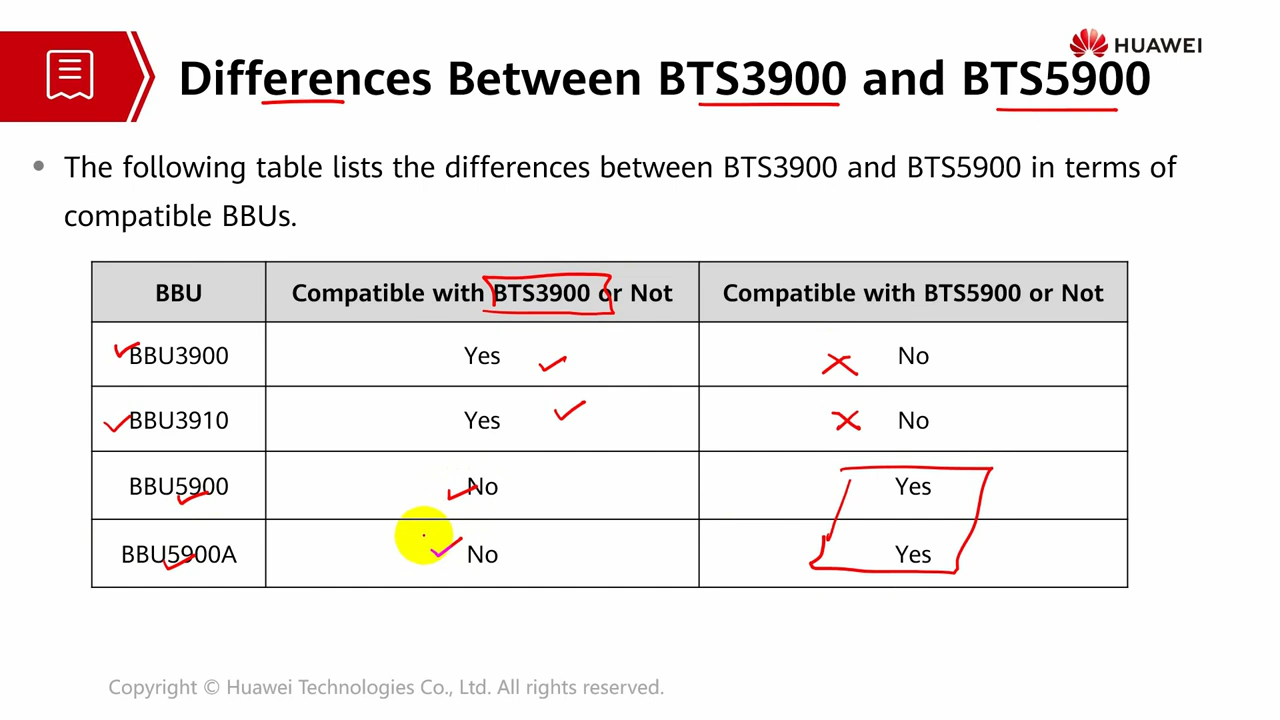 HUAWEI
Differences Between BTS3900 and BTS5900
• The following table lists the differences between BTS3900 and BTS5900 in terms of
compatible BBUs.
BBU Compatible with BTS3900 or Not Compatible with BTS5900 or Not
BBU3900 Yes No
BBU3910 Yes No
BBU5900 No Yes
BBU5900A No Yes
Copyright © Huawei Technologies Co., Ltd. All rights reserved.